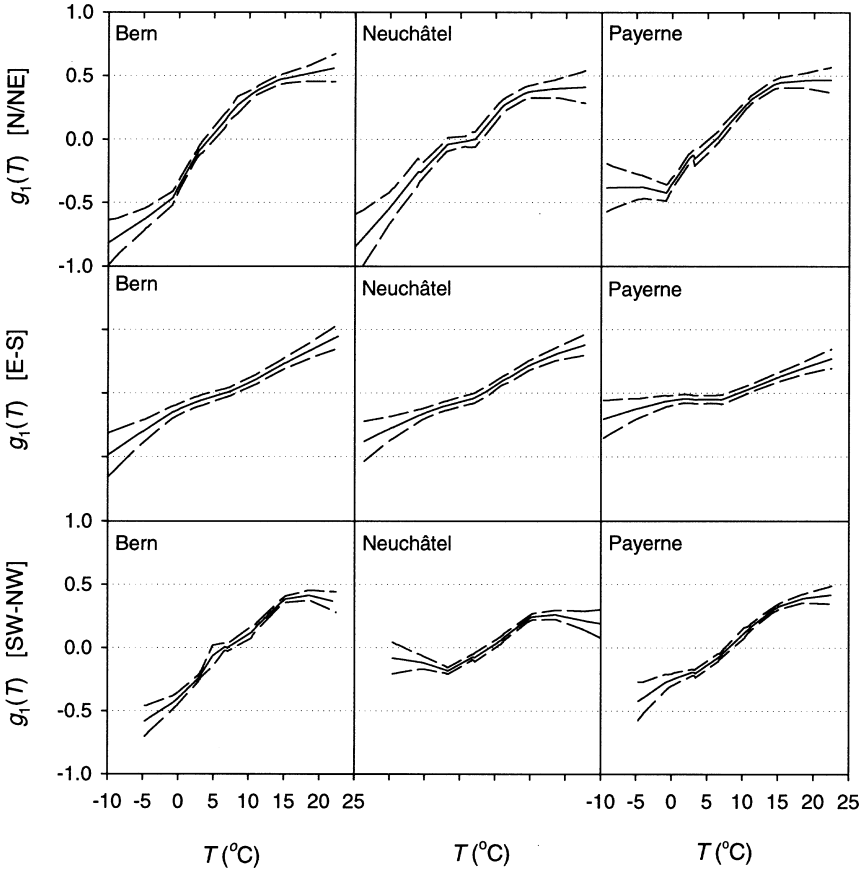 Bern Neuchâtel Payerne
1.0
0.5
0.0
-0.5
-1.0
g1(T) [N/NE]
Bern Neuchâtel Payerne
g1(T) [E-S]
1.0
Bern Neuchâtel Payerne
0.5
0.0
-0.5
-1.0
g1(T) [SW-NW]
-10 -5 0 5 10 15 20 25 -10 -5 0 5 10 15 20 25
T (°C) T (°C) T (°C)